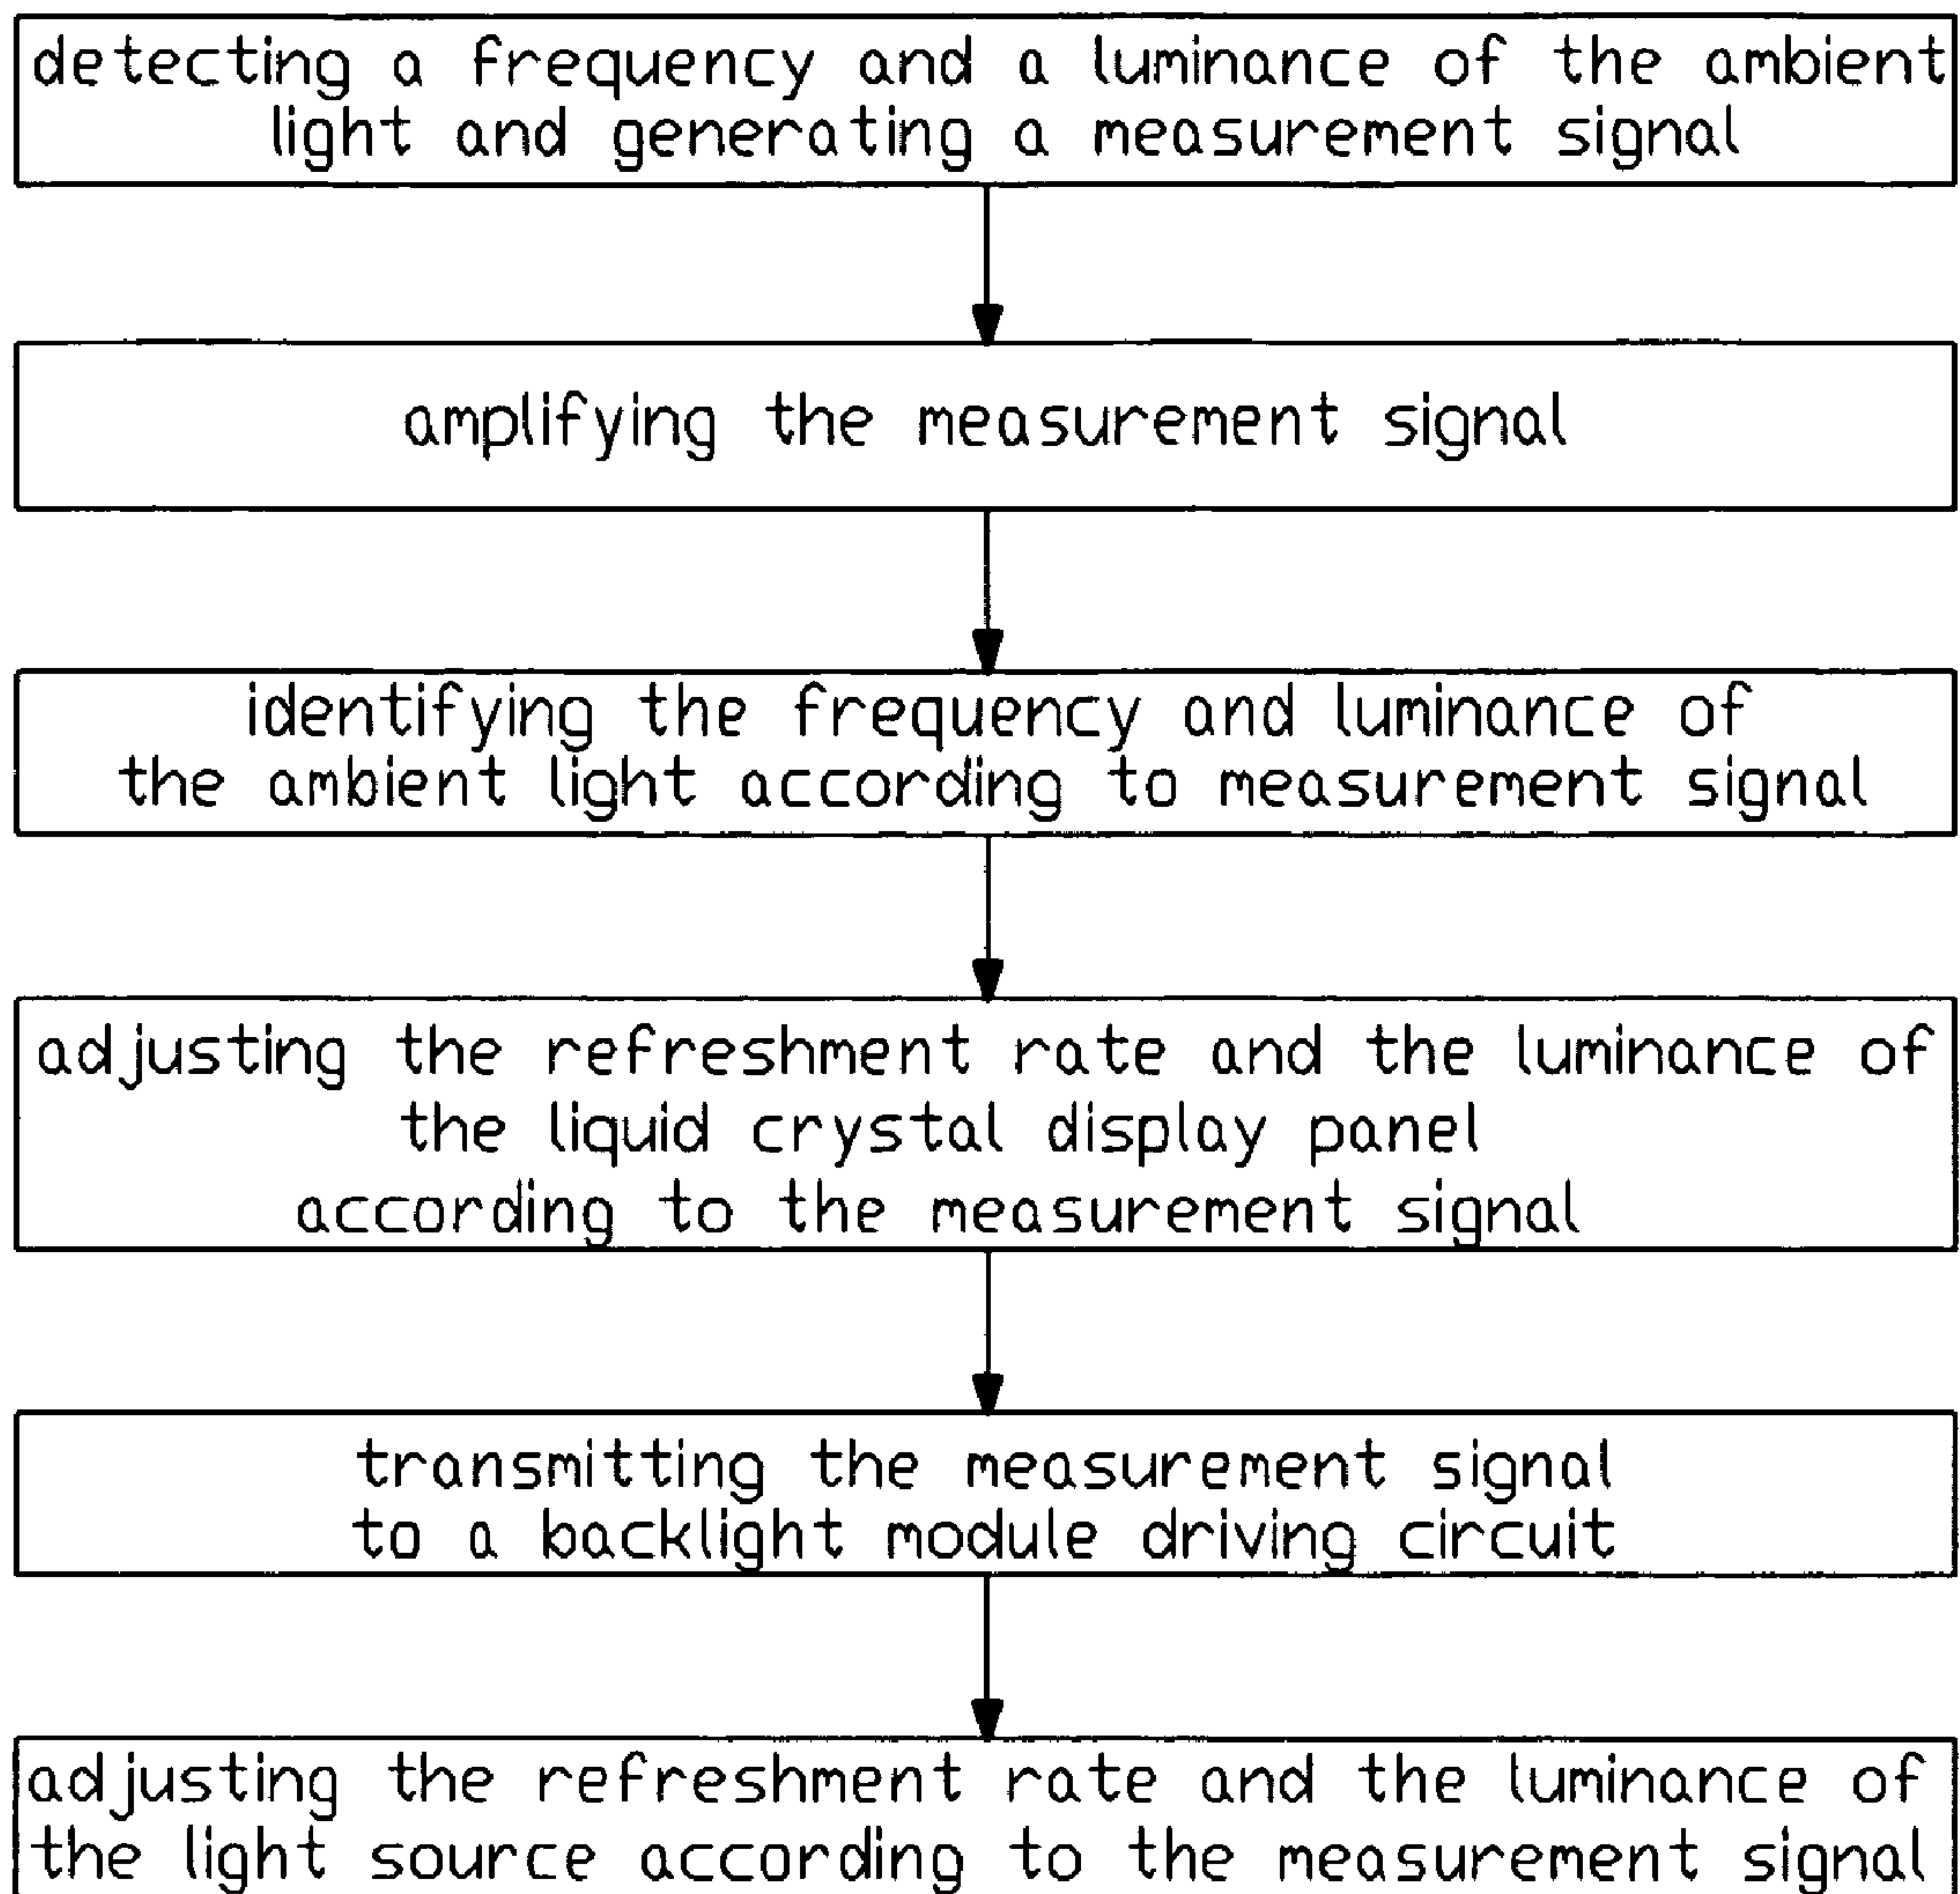 detecting a frequency and a luminance of the ambient
light and generating a measurement signal
amplifying the measurement signal
identifying the frequency and luminance of
the ambient light according to measurement signal
adjusting the refreshment rate and the luminance of
the liquid crystal display panel
according to the measurement signal
transmitting the measurement signal
to a backlight module driving circuit
adjusting the refreshment rate and the luminance of
the light source according to the measurement signal